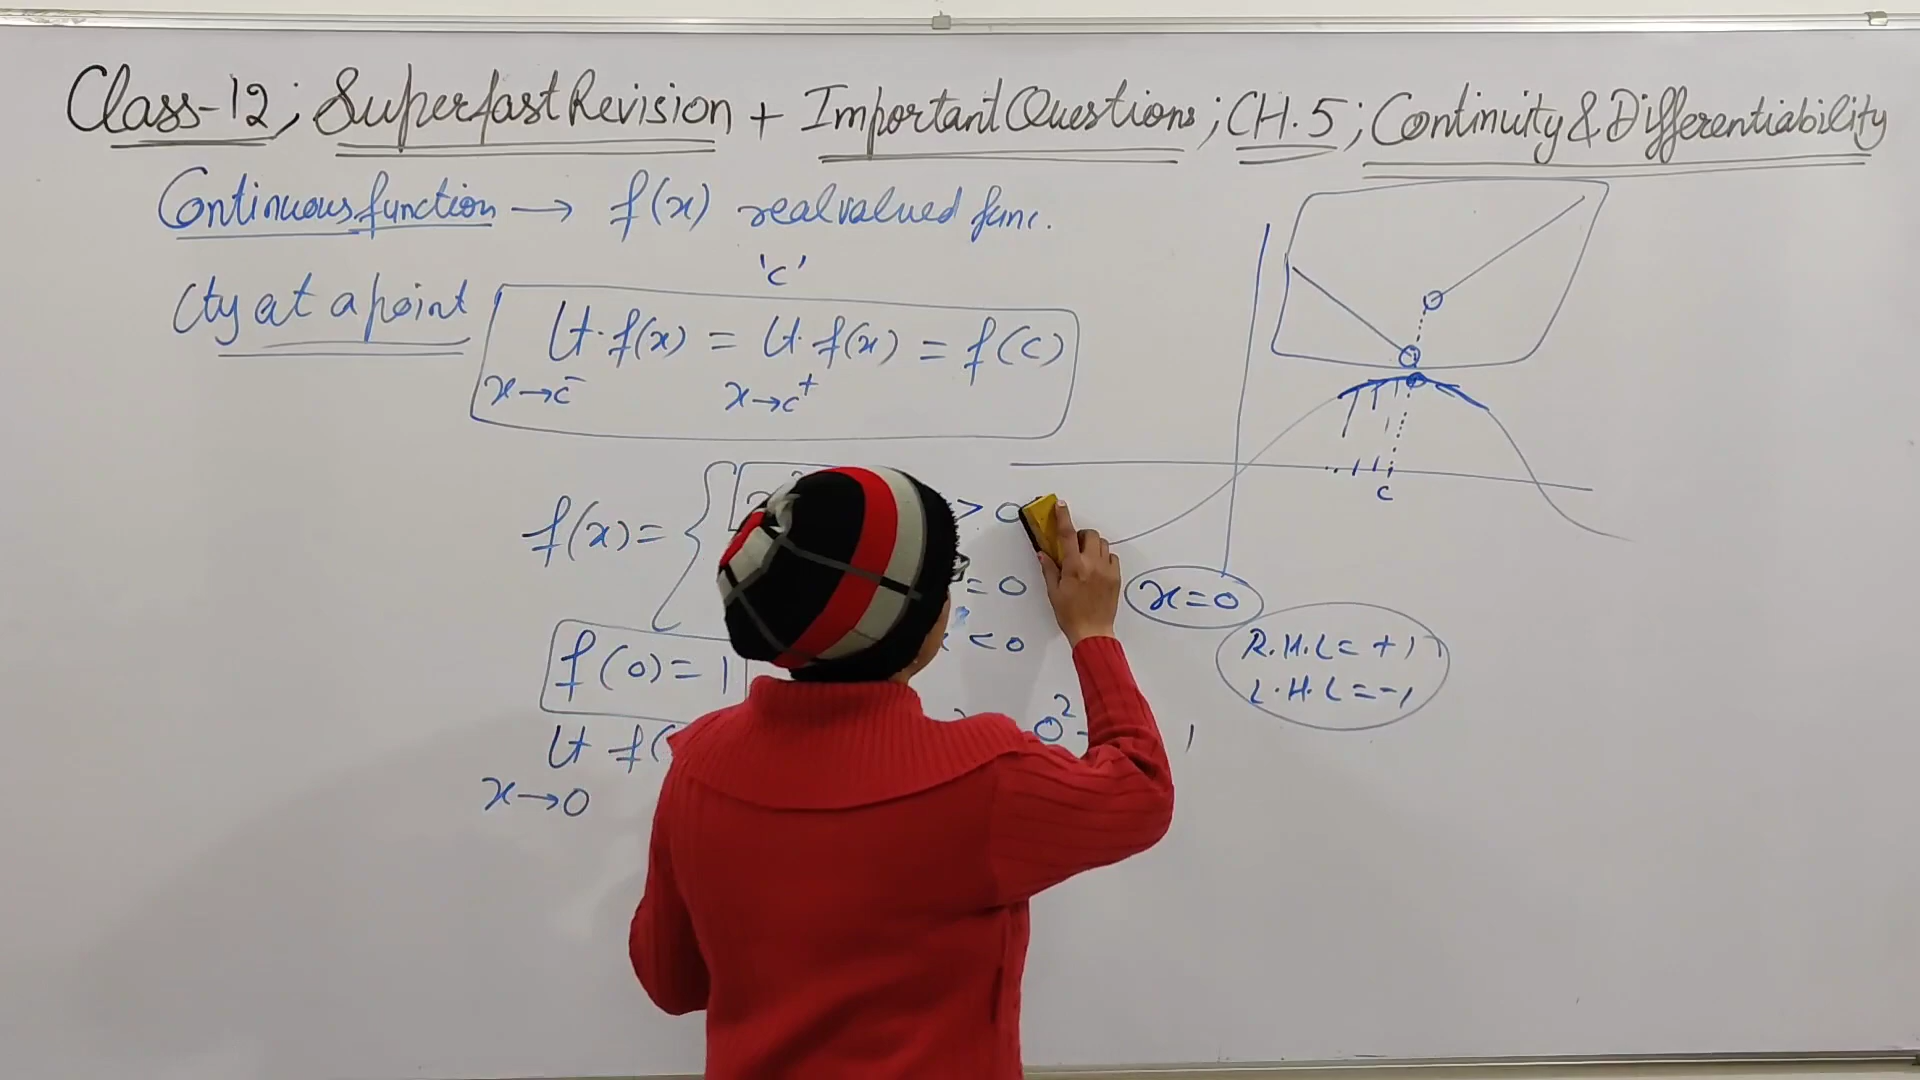 Class-12; Superfast Revision + Important Questions; CH.5; Continuity & Differentiability
Continuous function → f(x) real valued func.
'c'
Cty at a point
Lt. f(x) = Lt. f(x) = f(c)
x→c⁻ x→c⁺
c
f(x) = { > 0
= 0
< 0
x=0
R.H.L = +1
L.H.L = -1
f(0) = 1
Lt f( 0²
x→0